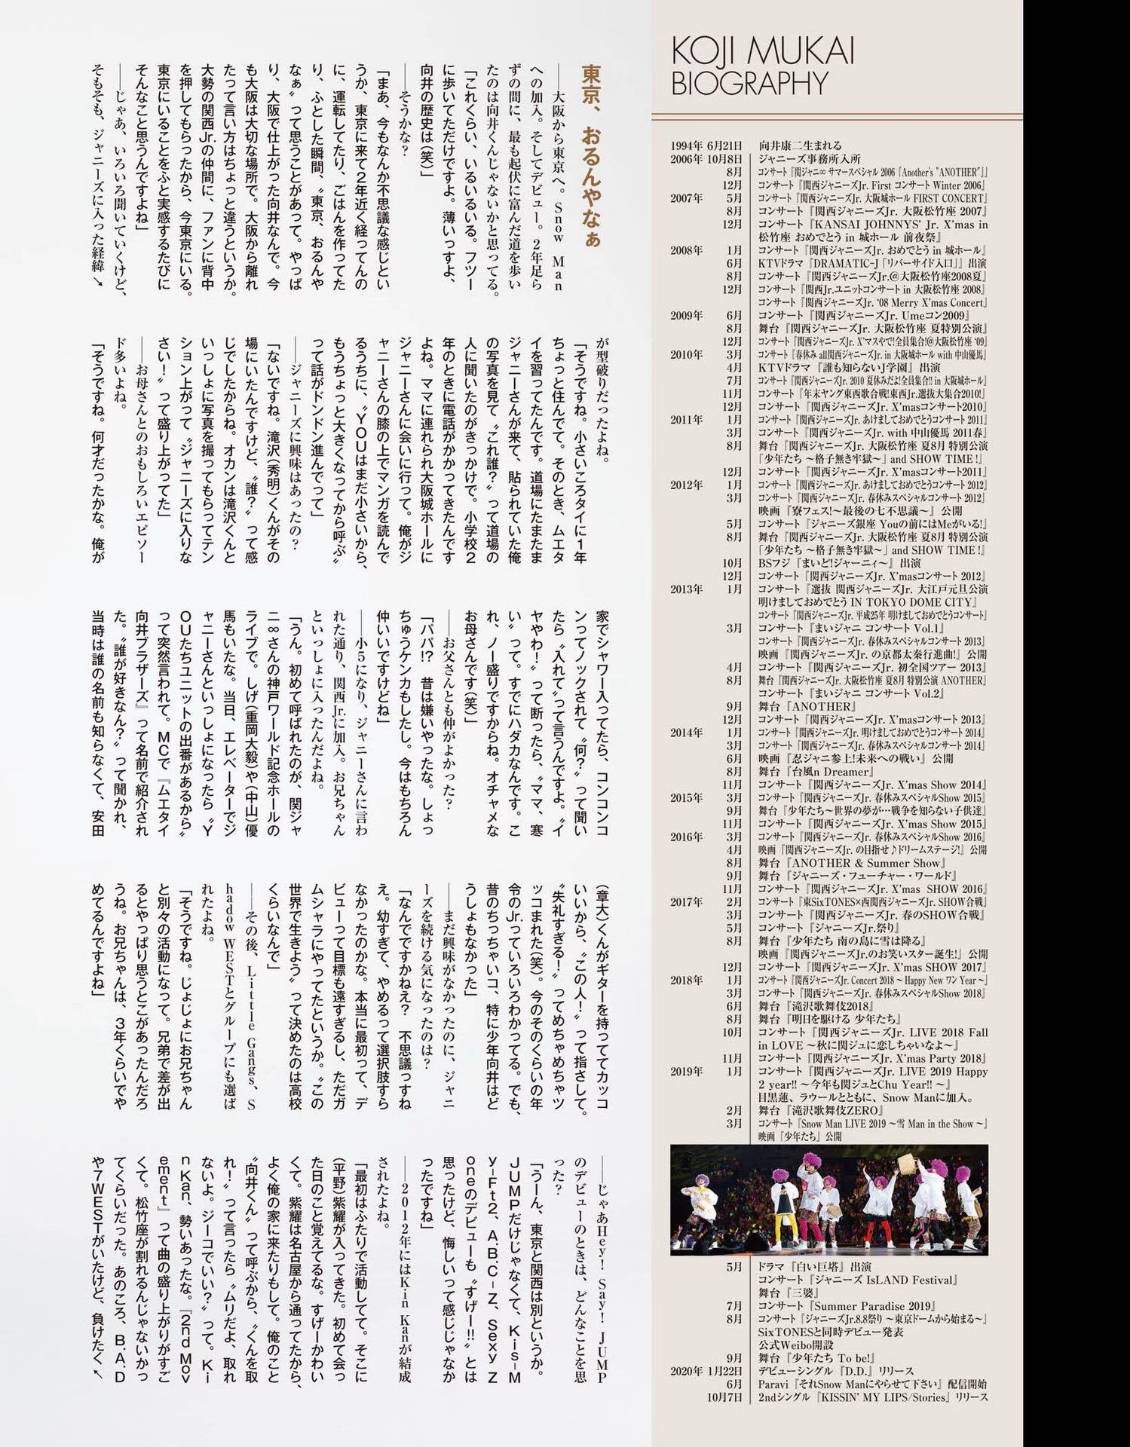 東京、おるんやなぁ
――大阪から東京へ。Snow Man
への加入。そしてデビュー。2年足ら
ずの間に、最も起伏に富んだ道を歩い
たのは向井くんじゃないかと思ってる。
「これくらい、いるいるいる。フツー
に歩いてただけですよ。薄いっすよ、
向井の歴史は(笑)」
――そうかな？
「まあ、今もなんか不思議な感じとい
うか、東京に来て2年近く経ってんの
に、運転してたり、ごはんを作ってた
り、ふとした瞬間、〝東京、おるんや
なぁ〟って思うことがあって。やっぱ
り、大阪で仕上がった向井なんで。今
も大阪は大切な場所で。大阪から離れ
たって言い方はちょっと違うというか。
大勢の関西Jr.の仲間に、ファンに背中
を押してもらったから、今東京にいる。
東京にいることをふと実感するたびに
そんなこと思うんですよね」
――じゃあ、いろいろ聞いていくけど、
そもそも、ジャニーズに入った経緯↘
が型破りだったよね。
「そうですね。小さいころタイに1年
ちょっと住んでて。そのとき、ムエタ
イを習ってたんです。道場にたまたま
ジャニーさんが来て、貼られていた俺
の写真を見て〝これ誰？〟って道場の
人に聞いたのがきっかけで。小学校2
年のときに電話がかかってきたんです
よね。ママに連れられ大阪城ホールに
ジャニーさんに会いに行って。俺がジ
ャニーさんの膝の上でマンガを読んで
るうちに、〝YOUはまだ小さいから、
もうちょっと大きくなってから呼ぶ〟
って話がドンドン進んでって」
――ジャニーズに興味はあったの？
「ないですね。滝沢(秀明)くんがその
場にいたんですけど、〝誰？〟って感
じでしたからね。オカンは滝沢くんと
いっしょに写真を撮ってもらってテン
ション上がって〝ジャニーズに入りな
さい！〟って盛り上がってた」
――お母さんとのおもしろいエピソー
ド多いよね。
「そうですね。何才だったかな。俺が
家でシャワー入ってたら、コンコンコ
ンってノックされて〝何？〟って聞い
たら〝入れて〟って言うんですよ。〝イ
ヤやわ！〟って断ったら、〝ママ、寒
い〟って。すでにハダカなんです。こ
れ、ノー盛りですからね。オチャメな
お母さんです(笑)」
――お父さんとも仲がよかった？
「パパ!?　昔は嫌いやったな。しょっ
ちゅうケンカもしたし。今はもちろん
仲いいですけどね」
――小5になり、ジャニーさんに言わ
れた通り、関西Jr.に加入。お兄ちゃん
といっしょに入ったんだよね。
「うん。初めて呼ばれたのが、関ジャ
ニ∞さんの神戸ワールド記念ホールの
ライブで。しげ(重岡大毅)や(中山)優
馬もいたな。当日、エレベーターでジ
ャニーさんといっしょになったら〝Y
OUたちユニットの出番があるから〟
って突然言われて。MCで『ムエタイ
向井ブラザーズ』って名前で紹介され
た。〝誰が好きなん？〟って聞かれ、
当時は誰の名前も知らなくて、安田
(章大)くんがギターを持っててカッコ
いいから、〝この人！〟って指さして。
〝失礼すぎる！〟ってめちゃめちゃツ
ッコまれた(笑)。今のそのくらいの年
令のJr.っていろいろわかってる。でも、
昔のちっちゃいコ、特に少年向井はど
うしょもなかった」
――まだ興味がなかったのに、ジャニ
ーズを続ける気になったのは？
「なんでですかねえ？　不思議っすね
え。幼すぎて、やめるって選択肢すら
なかったのかな。本当に最初って、デ
ビューって目標も遠すぎるし、ただガ
ムシャラにやってたというか。〝この
世界で生きよう〟って決めたのは高校
くらいなんで」
――その後、Little Gangs、S
hadow WESTとグループにも選ば
れたよね。
「そうですね。じょじょにお兄ちゃん
と別々の活動になって。兄弟で差が出
るとやっぱり思うとこがあったんだろ
うね。お兄ちゃんは、3年くらいでや
めてるんですよね」
――じゃあHey! Say! JUMP
のデビューのときは、どんなことを思
った？
「うーん、東京と関西は別というか。
JUMPだけじゃなくて、Kis-M
y-Ft2、A.B.C-Z、Sexy Z
oneのデビューも〝すげー!!〟とは
思ったけど、悔しいって感じじゃなか
ったですね」
――2012年にはKin Kanが結成
されたよね。
「最初はふたりで活動してて。そこに
(平野)紫耀が入ってきた。初めて会っ
た日のこと覚えてるな。すげーかわい
くて。紫耀は名古屋から通ってたから、
よく俺の家に来たりもして。俺のこと
〝向井くん〟って呼ぶから、〝くんを取
れ！〟って言ったら〝ムリだよ、取れ
ないよ。ジーコでいい？〟って。Ki
n Kan、勢いあったな。『2nd Mov
ement』って曲の盛り上がりがすご
くて。松竹座が割れるんじゃないかっ
てくらいだった。あのころ、B.A.D
や7WESTがいたけど、負けたく↖
KOJI MUKAI
BIOGRAPHY
1994年 6月21日 向井康二生まれる
2006年 10月8日 ジャニーズ事務所入所
8月 コンサート『関ジャニ∞ サマースペシャル 2006『Another's "ANOTHER"』』
12月 コンサート『関西ジャニーズJr. First コンサート Winter 2006』
2007年 5月 コンサート『関西ジャニーズJr. 大阪城ホール FIRST CONCERT』
8月 コンサート『関西ジャニーズJr. 大阪松竹座 2007』
12月 コンサート『KANSAI JOHNNYS' Jr. X'mas in
松竹座 おめでとう in 城ホール 前夜祭』
2008年 1月 コンサート『関西ジャニーズJr. おめでとう in 城ホール』
6月 KTVドラマ『DRAMATIC-J『リバーサイド入口』』出演
8月 コンサート『関西ジャニーズJr.@大阪松竹座2008夏』
12月 コンサート『関西Jr.ユニットコンサート in 大阪松竹座 2008』
コンサート『関西ジャニーズJr. '08 Merry X'mas Concert』
2009年 6月 コンサート『関西ジャニーズJr. Umeコン2009』
8月 舞台『関西ジャニーズJr. 大阪松竹座 夏特別公演』
12月 コンサート『関西ジャニーズJr. X'マスやで!全員集合!@大阪松竹座 '09』
2010年 3月 コンサート『春休み all関西ジャニーズJr. in 大阪城ホール with 中山優馬』
4月 KTVドラマ『誰も知らないJ学園』出演
7月 コンサート『関西ジャニーズJr. 2010 夏休みだよ!全員集合!! in 大阪城ホール』
11月 コンサート『年末ヤング東西歌合戦!東西Jr.選抜大集合2010!』
12月 コンサート『関西ジャニーズJr. X'masコンサート2010』
2011年 1月 コンサート『関西ジャニーズJr. あけましておめでとうコンサート 2011』
3月 コンサート『関西ジャニーズJr. with 中山優馬 2011春』
8月 舞台『関西ジャニーズJr. 大阪松竹座 夏8月 特別公演
『少年たち ～格子無き牢獄～』and SHOW TIME!』
12月 コンサート『関西ジャニーズJr. X'masコンサート2011』
2012年 1月 コンサート『関西ジャニーズJr. あけましておめでとうコンサート 2012』
3月 コンサート『関西ジャニーズJr. 春休みスペシャルコンサート 2012』
映画『寮フェス!～最後の七不思議～』公開
5月 コンサート『ジャニーズ銀座 Youの前にはMeがいる!』
8月 舞台『関西ジャニーズJr. 大阪松竹座 夏8月 特別公演
『少年たち ～格子無き牢獄～』and SHOW TIME!』
10月 BSフジ『まいど!ジャーニィ～』出演
12月 コンサート『関西ジャニーズJr. X'masコンサート 2012』
2013年 1月 コンサート『選抜 関西ジャニーズJr. 大江戸元旦公演
明けましておめでとう IN TOKYO DOME CITY』
コンサート『関西ジャニーズJr. 平成25年 明けましておめでとうコンサート』
3月 コンサート『まいジャニ コンサート Vol.1』
コンサート『関西ジャニーズJr. 春休みスペシャルコンサート 2013』
映画『関西ジャニーズJr. の京都太秦行進曲!』公開
4月 コンサート『関西ジャニーズJr. 初全国ツアー 2013』
8月 舞台『関西ジャニーズJr. 大阪松竹座 夏8月 特別公演 ANOTHER』
コンサート『まいジャニ コンサート Vol.2』
9月 舞台『ANOTHER』
12月 コンサート『関西ジャニーズJr. X'masコンサート 2013』
2014年 1月 コンサート『関西ジャニーズJr. 明けましておめでとうコンサート 2014』
3月 コンサート『関西ジャニーズJr. 春休みスペシャルコンサート 2014』
6月 映画『忍ジャニ参上!未来への戦い』公開
8月 舞台『台風n Dreamer』
11月 コンサート『関西ジャニーズJr. X'mas Show 2014』
2015年 3月 コンサート『関西ジャニーズJr. 春休みスペシャルShow 2015』
9月 舞台『少年たち～世界の夢が…戦争を知らない子供達』
11月 コンサート『関西ジャニーズJr. X'mas Show 2015』
2016年 3月 コンサート『関西ジャニーズJr. 春休みスペシャルShow 2016』
4月 映画『関西ジャニーズJr. の目指せ♪ドリームステージ!』公開
8月 舞台『ANOTHER & Summer Show』
9月 舞台『ジャニーズ・フューチャー・ワールド』
11月 コンサート『関西ジャニーズJr. X'mas SHOW 2016』
2017年 2月 コンサート『東SixTONES×西関西ジャニーズJr. SHOW合戦』
3月 コンサート『関西ジャニーズJr. 春のSHOW合戦』
5月 コンサート『ジャニーズJr.祭り』
8月 舞台『少年たち 南の島に雪は降る』
映画『関西ジャニーズJr.のお笑いスター誕生!』公開
12月 コンサート『関西ジャニーズJr. X'mas SHOW 2017』
2018年 1月 コンサート『関西ジャニーズJr. Concert 2018 ～Happy New ワン Year～』
3月 コンサート『関西ジャニーズJr. 春休みスペシャルShow 2018』
6月 舞台『滝沢歌舞伎2018』
8月 舞台『明日を駆ける 少年たち』
10月 コンサート『関西ジャニーズJr. LIVE 2018 Fall
in LOVE ～秋に関ジュに恋しちゃいなよ～』
11月 コンサート『関西ジャニーズJr. X'mas Party 2018』
2019年 1月 コンサート『関西ジャニーズJr. LIVE 2019 Happy
2 year!! ～今年も関ジュとChu Year!! ～』
目黒蓮、ラウールとともに、Snow Manに加入。
2月 舞台『滝沢歌舞伎ZERO』
3月 コンサート『Snow Man LIVE 2019 ～雪 Man in the Show～』
映画『少年たち』公開
5月 ドラマ『白い巨塔』出演
コンサート『ジャニーズ IsLAND Festival』
舞台『三婆』
7月 コンサート『Summer Paradise 2019』
8月 コンサート『ジャニーズJr.8.8祭り ～東京ドームから始まる～』
SixTONESと同時デビュー発表
公式Weibo開設
9月 舞台『少年たち To be!』
2020年 1月22日 デビューシングル『D.D.』リリース
6月 Paravi『それSnow Manにやらせて下さい』配信開始
10月7日 2ndシングル『KISSIN' MY LIPS/Stories』リリース